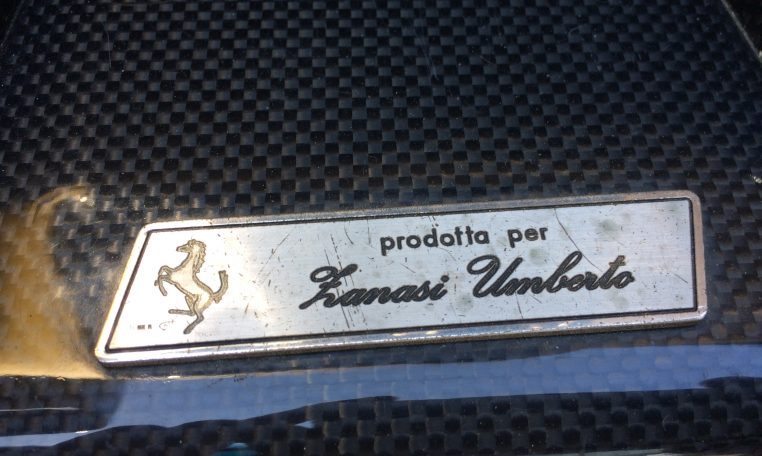 prodotta per
Zanasi Umberto